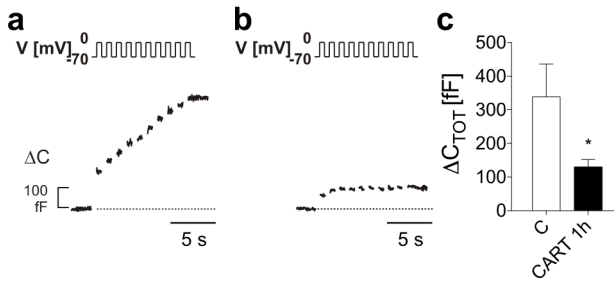 a
V [mV]
0
-70
ΔC
100
fF
5 s
b
V [mV]
0
-70
5 s
c
ΔCTOT [fF]
500
400
300
200
100
0
*
C
CART 1h